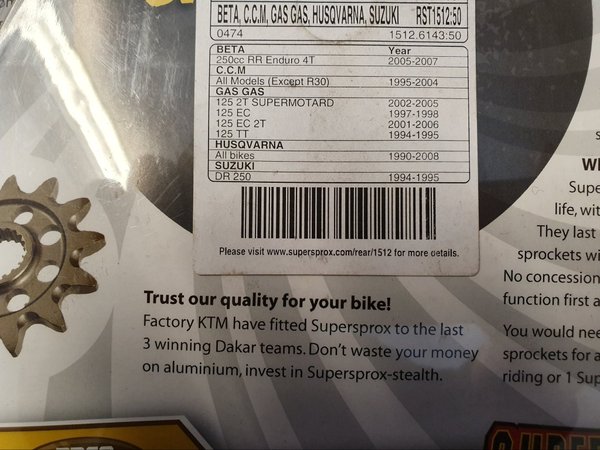 BETA, C.C.M, GAS GAS, HUSQVARNA, SUZUKI RST1512:50
0474 1512.6143:50
BETA Year
250cc RR Enduro 4T 2005-2007
C.C.M
All Models (Except R30) 1995-2004
GAS GAS
125 2T SUPERMOTARD 2002-2005
125 EC 1997-1998
125 EC 2T 2001-2006
125 TT 1994-1995
HUSQVARNA
All bikes 1990-2008
SUZUKI
DR 250 1994-1995
Please visit www.supersprox.com/rear/1512 for more details.
Trust our quality for your bike!
Factory KTM have fitted Supersprox to the last
3 winning Dakar teams. Don't waste your money
on aluminium, invest in Supersprox-stealth.
life, wit
They last
sprockets wi
No concession
function first a
You would nee
sprockets for a
riding or 1 Sup